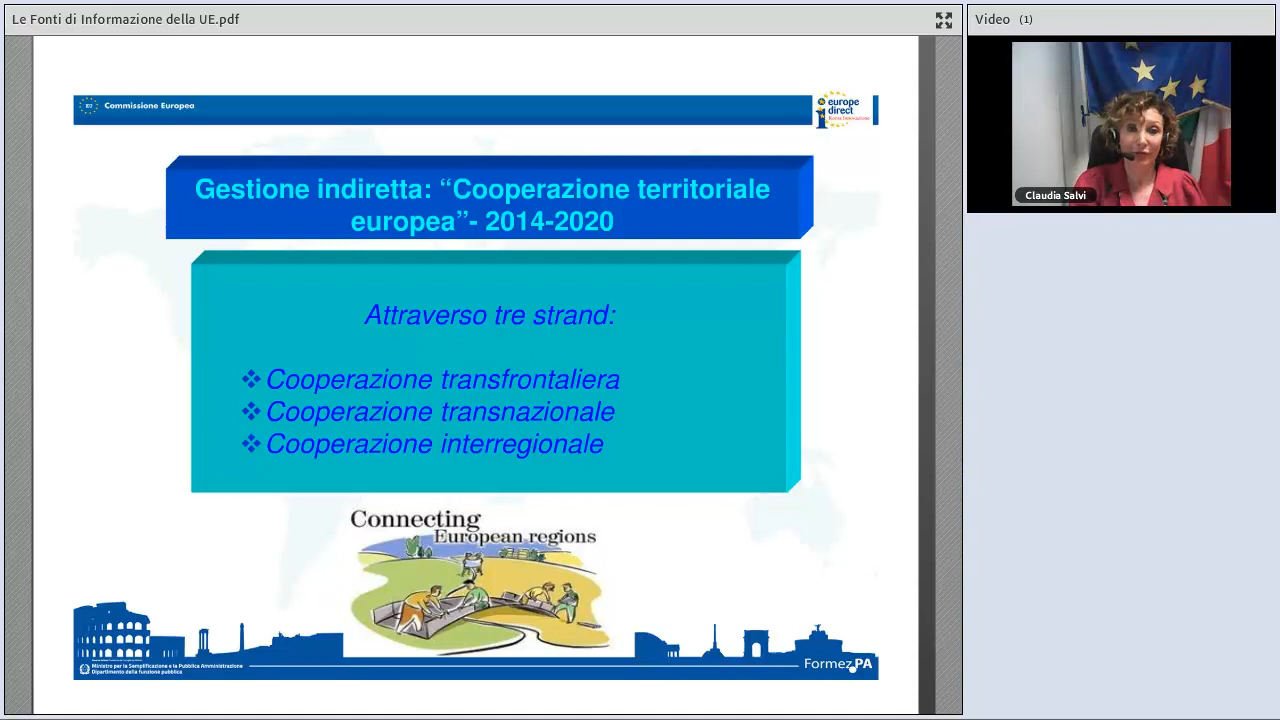 Le Fonti di Informazione della UE.pdf
Video (1)
Commissione Europea
europe
direct
Roma Innovazione
Claudia Salvi
Gestione indiretta: “Cooperazione territoriale
europea”- 2014-2020
Attraverso tre strand:
❖ Cooperazione transfrontaliera
❖ Cooperazione transnazionale
❖ Cooperazione interregionale
Connecting
European regions
Ministro per la Semplificazione e la Pubblica Amministrazione
Dipartimento della funzione pubblica
FormezPA